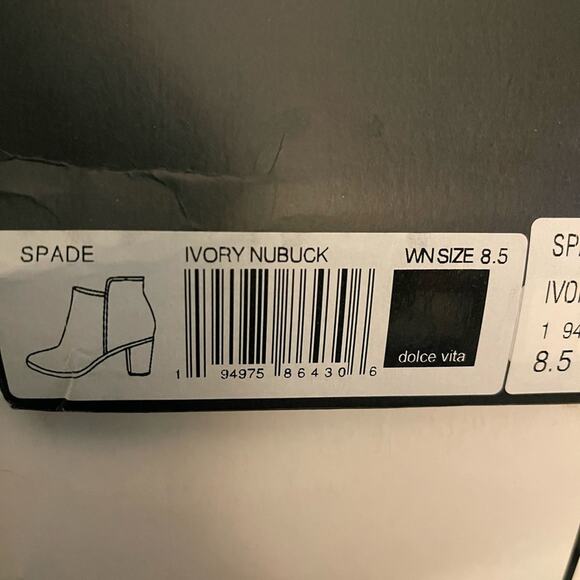 SPADE
IVORY NUBUCK
WN SIZE 8.5
dolce vita
1 94975 86430 6
SP
IVO
1 94
8.5